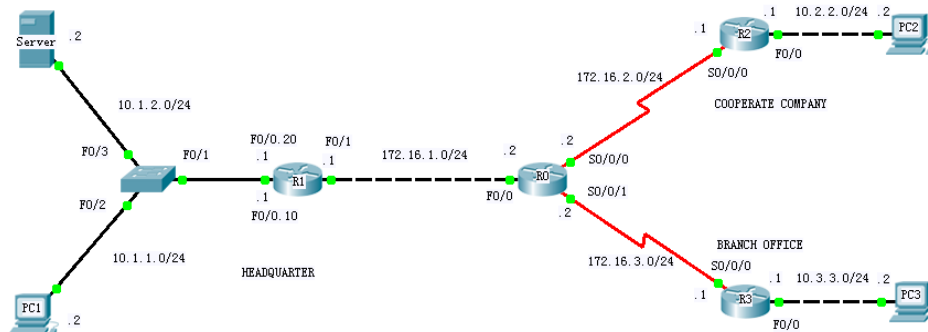 Server
.2
10.1.2.0/24
F0/3
F0/1
F0/2
10.1.1.0/24
PC1
.2
F0/0.20
.1
F0/1
.1
R1
.1
F0/0.10
HEADQUARTER
172.16.1.0/24
.2
R0
F0/0
.2
S0/0/0
S0/0/1
.2
172.16.2.0/24
.1
R2
.1
10.2.2.0/24
.2
PC2
F0/0
S0/0/0
COOPERATE COMPANY
BRANCH OFFICE
172.16.3.0/24
S0/0/0
.1
R3
.1
10.3.3.0/24
.2
PC3
F0/0